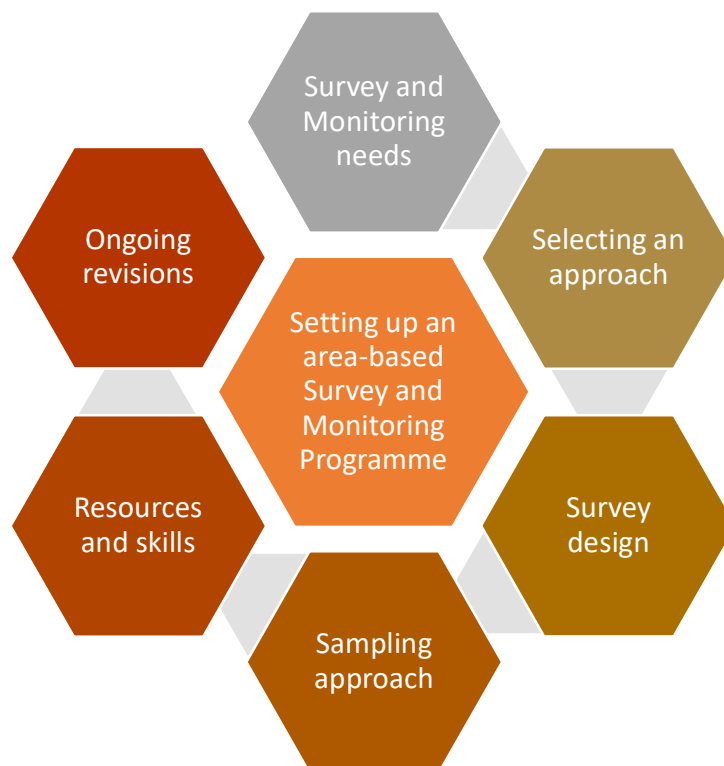 Survey and
Monitoring
needs
Selecting an
approach
Survey
design
Sampling
approach
Resources
and skills
Ongoing
revisions
Setting up an
area-based
Survey and
Monitoring
Programme